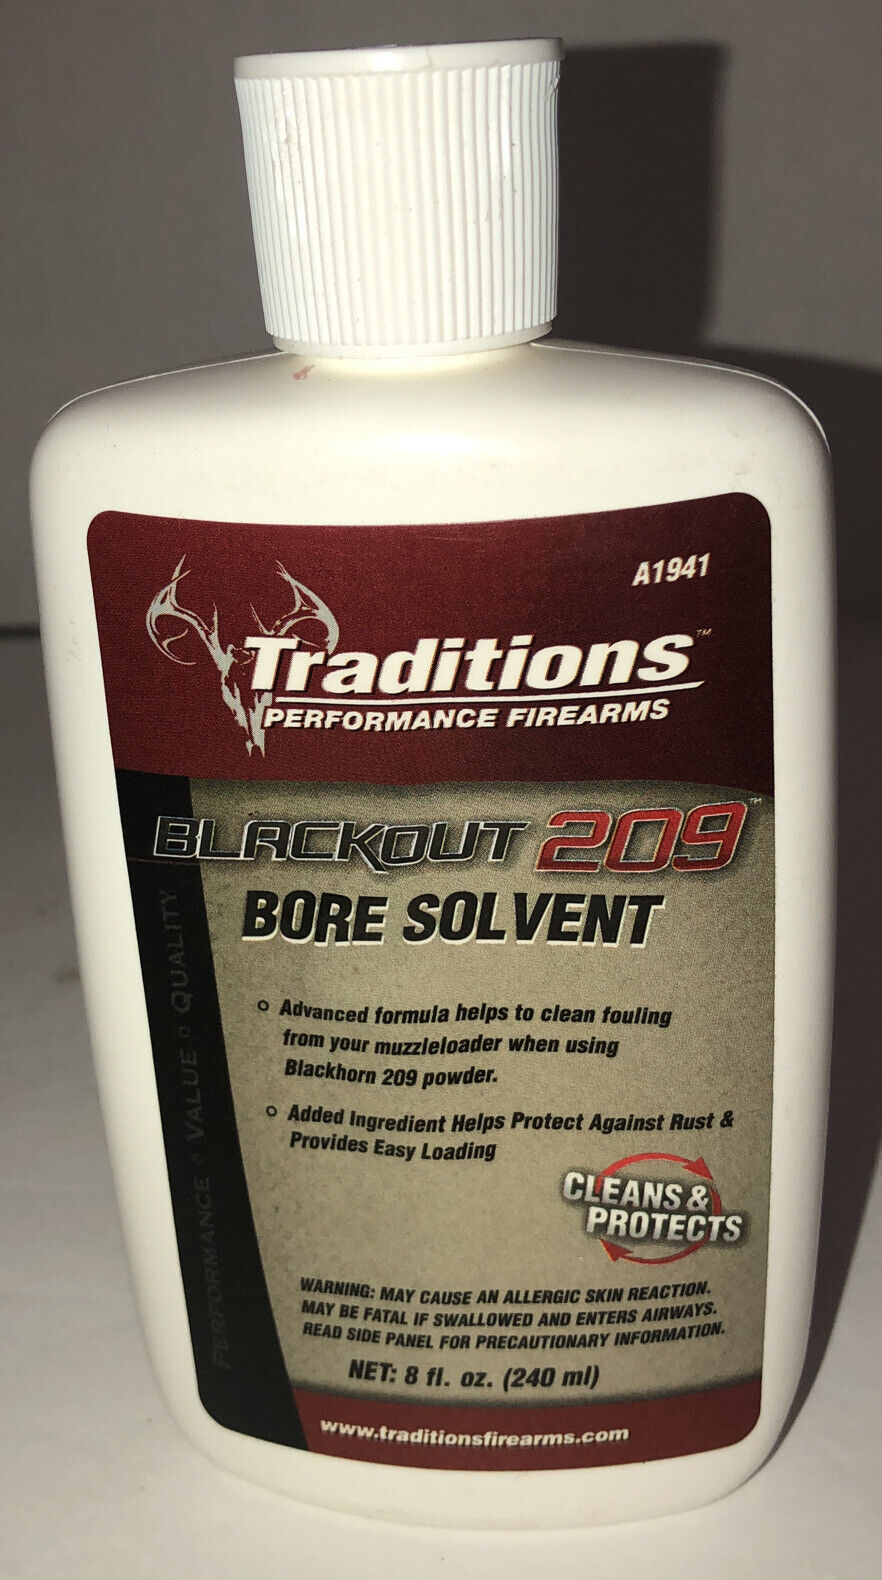 A1941
Traditions™
PERFORMANCE FIREARMS
BLACKOUT 209™
BORE SOLVENT
PERFORMANCE o VALUE o QUALITY
o Advanced formula helps to clean fouling
from your muzzleloader when using
Blackhorn 209 powder.
o Added Ingredient Helps Protect Against Rust &
Provides Easy Loading
CLEANS &
PROTECTS
WARNING: MAY CAUSE AN ALLERGIC SKIN REACTION.
MAY BE FATAL IF SWALLOWED AND ENTERS AIRWAYS.
READ SIDE PANEL FOR PRECAUTIONARY INFORMATION.
NET: 8 fl. oz. (240 ml)
www.traditionsfirearms.com